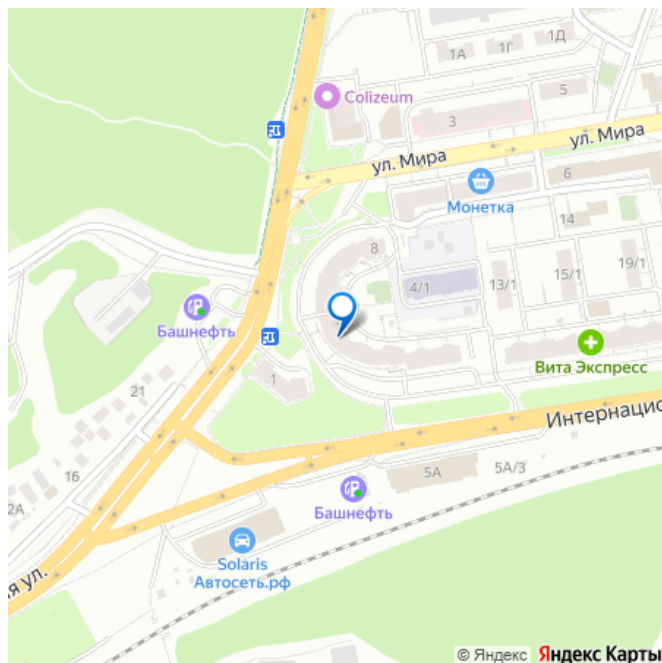 1А
1Г
1Д
Colizeum
3
5
ул. Мира
ул. Мира
6
Монетка
14
8
4/1
13/1
15/1
19/1
Башнефть
Вита Экспресс
1
21
Интернацио
16
5А
5А/3
2А
Башнефть
Solaris
Автосеть.рф
ая ул.
© Яндекс
Яндекс Карты